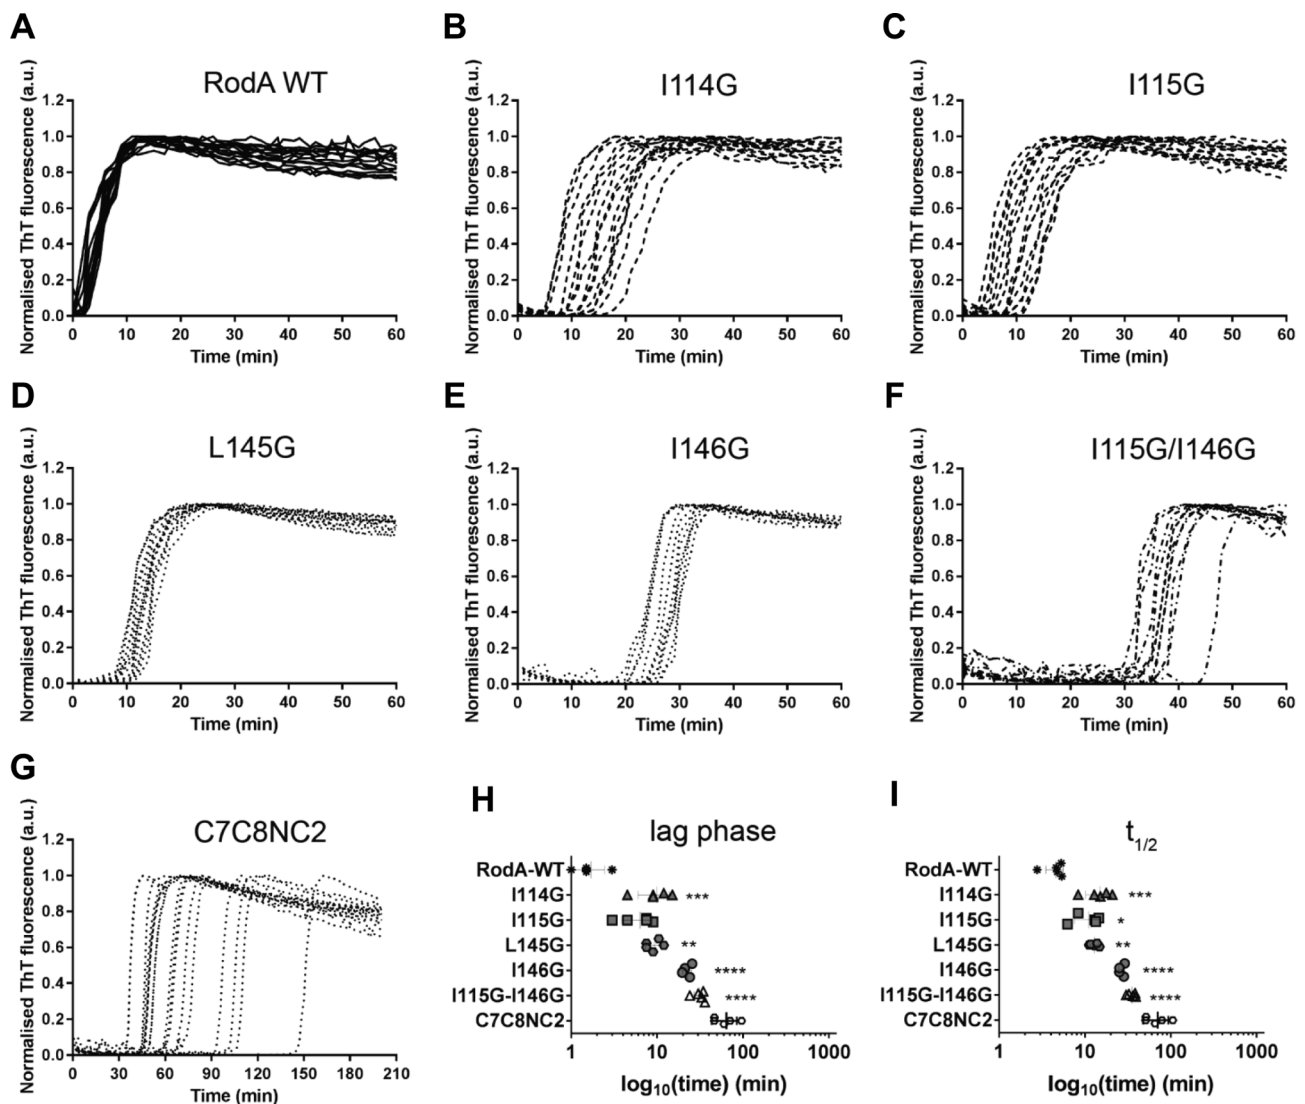 A
RodA WT
Normalised ThT fluorescence (a.u.)
1.2
1.0
0.8
0.6
0.4
0.2
0.0
0 10 20 30 40 50 60
Time (min)
B
I114G
Normalised ThT fluorescence (a.u.)
1.2
1.0
0.8
0.6
0.4
0.2
0.0
0 10 20 30 40 50 60
Time (min)
C
I115G
Normalised ThT fluorescence (a.u.)
1.2
1.0
0.8
0.6
0.4
0.2
0.0
0 10 20 30 40 50 60
Time (min)
D
L145G
Normalised ThT fluorescence (a.u.)
1.2
1.0
0.8
0.6
0.4
0.2
0.0
0 10 20 30 40 50 60
Time (min)
E
I146G
Normalised ThT fluorescence (a.u.)
1.2
1.0
0.8
0.6
0.4
0.2
0.0
0 10 20 30 40 50 60
Time (min)
F
I115G/I146G
Normalised ThT fluorescence (a.u.)
1.2
1.0
0.8
0.6
0.4
0.2
0.0
0 10 20 30 40 50 60
Time (min)
G
C7C8NC2
Normalised ThT fluorescence (a.u.)
1.2
1.0
0.8
0.6
0.4
0.2
0.0
0 30 60 90 120 150 180 210
Time (min)
H
lag phase
RodA-WT
I114G ***
I115G
L145G **
I146G ****
I115G-I146G ****
C7C8NC2
1 10 100 1000
log10(time) (min)
I
t1/2
RodA-WT
I114G ***
I115G *
L145G **
I146G ****
I115G-I146G ****
C7C8NC2
1 10 100 1000
log10(time) (min)